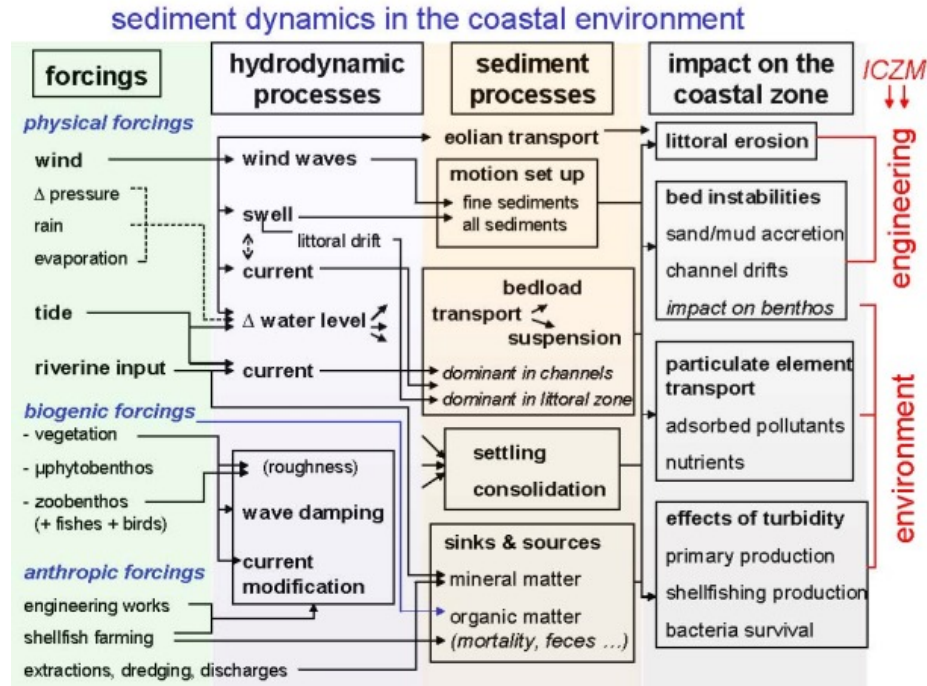 sediment dynamics in the coastal environment
forcings
physical forcings
wind
Δ pressure
rain
evaporation
tide
riverine input
biogenic forcings
- vegetation
- µphytobenthos
- zoobenthos
(+ fishes + birds)
anthropic forcings
engineering works
shellfish farming
extractions, dredging, discharges
hydrodynamic
processes
wind waves
swell
littoral drift
current
Δ water level
current
(roughness)
wave damping
current
modification
sediment
processes
eolian transport
motion set up
fine sediments
all sediments
bedload
transport
suspension
dominant in channels
dominant in littoral zone
settling
consolidation
sinks & sources
mineral matter
organic matter
(mortality, feces ...)
impact on the
coastal zone
littoral erosion
bed instabilities
sand/mud accretion
channel drifts
impact on benthos
particulate element
transport
adsorbed pollutants
nutrients
effects of turbidity
primary production
shellfishing production
bacteria survival
ICZM
engineering
environment